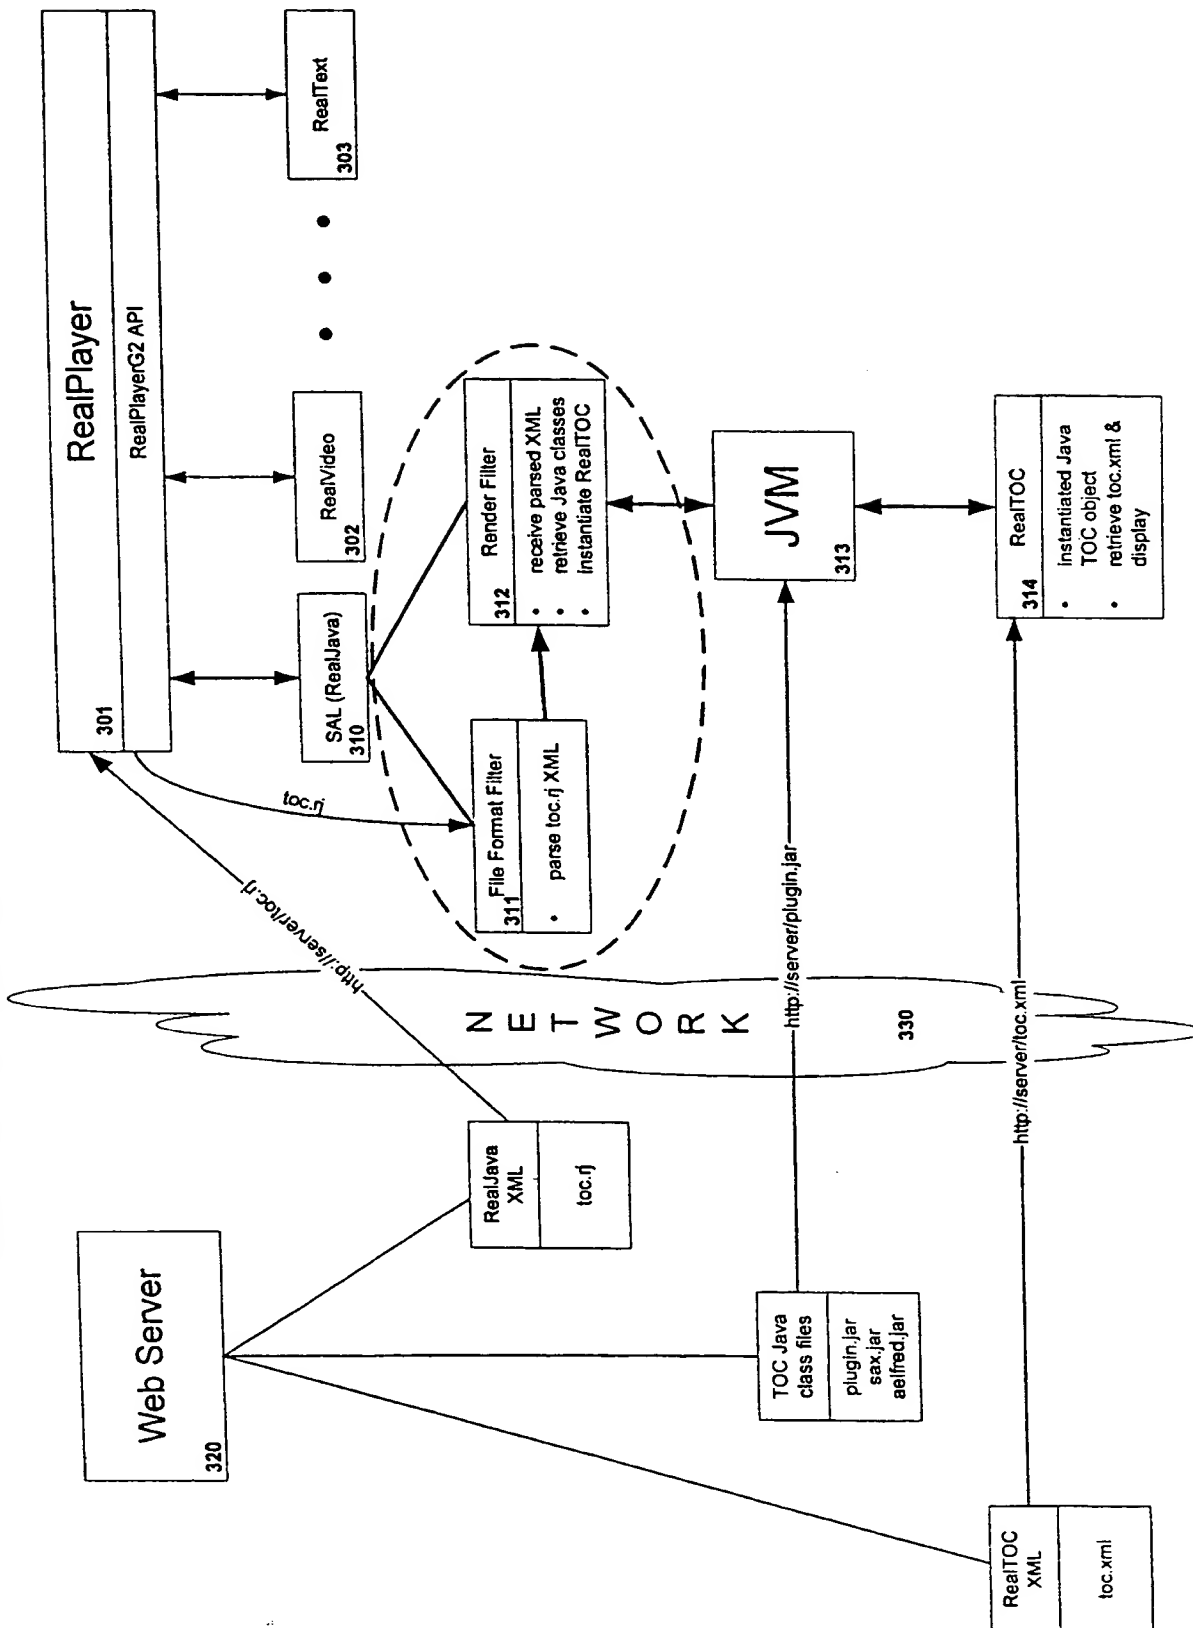 Web Server
320
RealJava
XML
toc.rj
TOC Java
class files
plugin.jar
sax.jar
aelfred.jar
RealTOC
XML
toc.xml
NETWORK
330
http://server/toc.rj
http://server/plugin.jar
http://server/toc.xml
RealPlayer
301
RealPlayerG2 API
toc.rj
SAL (RealJava)
310
RealVideo
302
• • •
RealText
303
File Format Filter
311
• parse toc.rj XML
Render Filter
312
• receive parsed XML
• retrieve Java classes
• instantiate RealTOC
JVM
313
RealTOC
314
• instantiated Java
TOC object
• retrieve toc.xml &
display